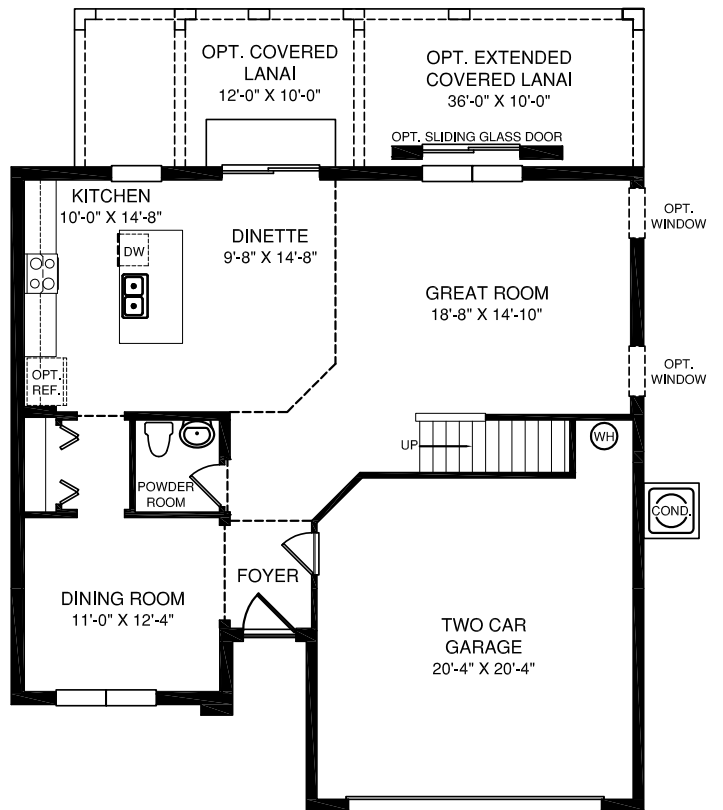 OPT. COVERED
LANAI
12'-0" X 10'-0"
OPT. EXTENDED
COVERED LANAI
36'-0" X 10'-0"
OPT. SLIDING GLASS DOOR
KITCHEN
10'-0" X 14'-8"
DW
DINETTE
9'-8" X 14'-8"
OPT.
WINDOW
GREAT ROOM
18'-8" X 14'-10"
OPT.
REF.
OPT.
WINDOW
UP
WH
POWDER
ROOM
COND.
FOYER
DINING ROOM
11'-0" X 12'-4"
TWO CAR
GARAGE
20'-4" X 20'-4"